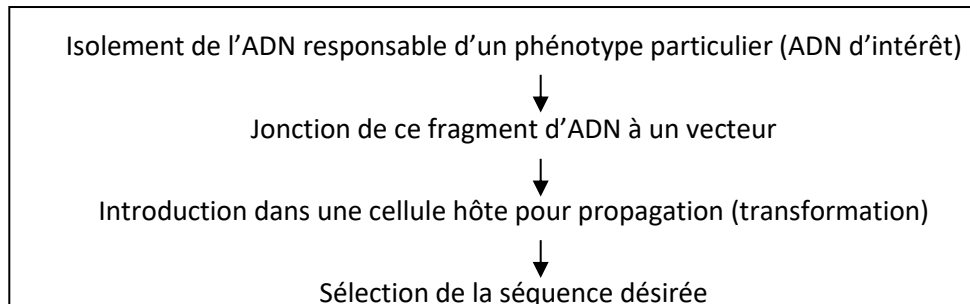 Isolement de l’ADN responsable d’un phénotype particulier (ADN d’intérêt)
Jonction de ce fragment d’ADN à un vecteur
Introduction dans une cellule hôte pour propagation (transformation)
Sélection de la séquence désirée